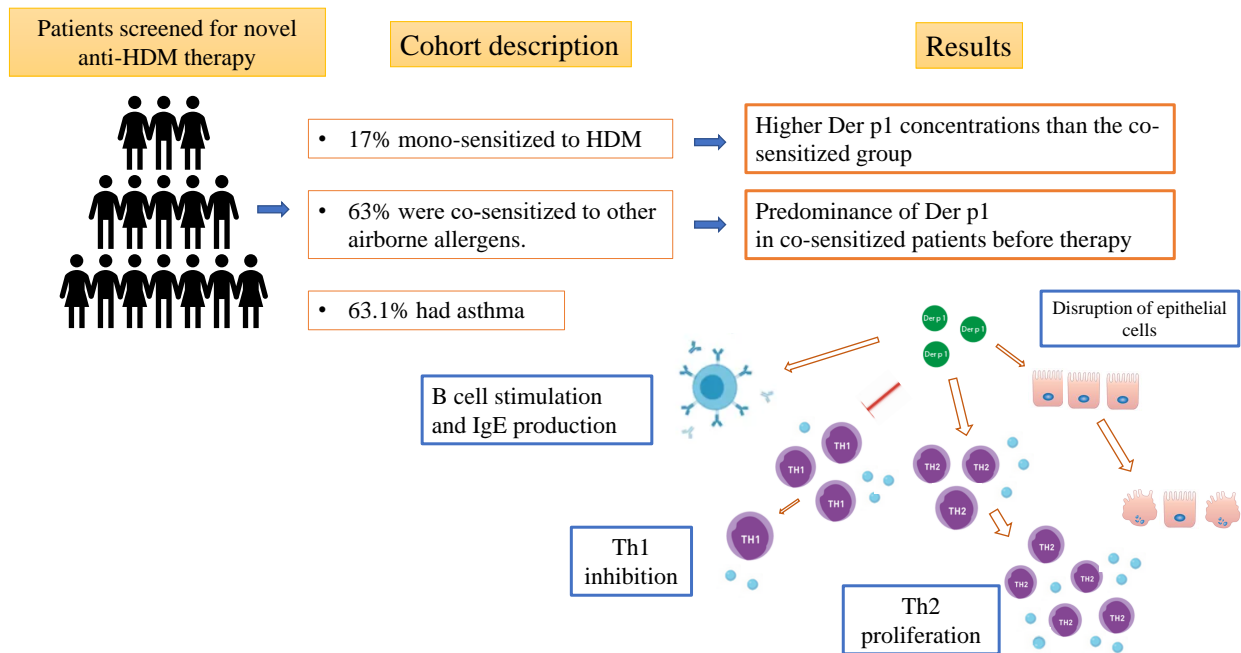 Patients screened for novel
anti-HDM therapy
Cohort description
Results
• 17% mono-sensitized to HDM
Higher Der p1 concentrations than the co-
sensitized group
• 63% were co-sensitized to other
airborne allergens.
Predominance of Der p1
in co-sensitized patients before therapy
• 63.1% had asthma
Der p 1
Der p 1
Der p 1
Disruption of epithelial
cells
B cell stimulation
and IgE production
TH1
TH1
TH1
TH1
TH2
TH2
TH2
Th1
inhibition
TH2
TH2
TH2
TH2
TH2
Th2
proliferation